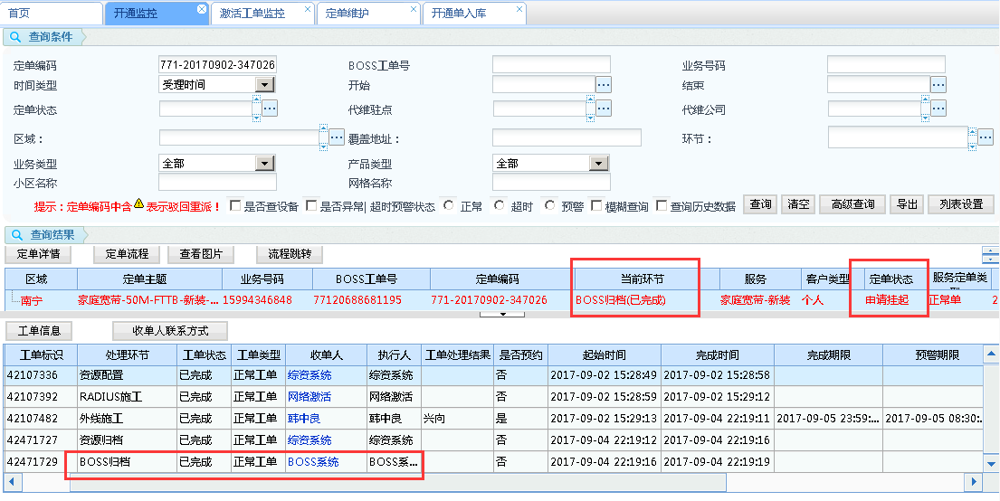 首页 开通监控 激活工单监控 定单维护 开通单入库
查询条件
定单编码 771-20170902-347026 BOSS工单号 业务号码
时间类型 受理时间 开始 结束
定单状态 代维驻点 代维公司
区域： 覆盖地址： 环节：
业务类型 全部 产品类型 全部
小区名称 网格名称
提示：定单编码中含 表示驳回重派！ 是否查设备 是否异常| 超时预警状态 正常 超时 预警 模糊查询 查询历史数据 查询 清空 高级查询 导出 列表设置
查询结果
定单详情 定单流程 查看图片 流程跳转
区域 定单主题 业务号码 BOSS工单号 定单编码 当前环节 服务 客户类型 定单状态 服务定单类
南宁 家庭宽带-50M-FTTB-新装-... 15994346848 77120688681195 771-20170902-347026 BOSS归档(已完成) 家庭宽带-新装 个人 申请挂起 正常单 2
工单信息 收单人联系方式
工单标识 处理环节 工单状态 工单类型 收单人 执行人 工单处理结果 是否预约 起始时间 完成时间 完成期限 预警期限
42107336 资源配置 已完成 正常工单 综资系统 综资系统 否 2017-09-02 15:28:49 2017-09-02 15:28:58
42107392 RADIUS施工 已完成 正常工单 网络激活 网络激活 否 2017-09-02 15:28:59 2017-09-02 15:29:12
42107482 外线施工 已完成 正常工单 韩中良 韩中良 兴向 是 2017-09-02 15:29:13 2017-09-04 22:19:11 2017-09-05 23:59:... 2017-09-05 08:30:..
42471727 资源归档 已完成 正常工单 综资系统 综资系统 否 2017-09-04 22:19:12 2017-09-04 22:19:16
42471729 BOSS归档 已完成 正常工单 BOSS系统 BOSS系... 否 2017-09-04 22:19:16 2017-09-04 22:19:19